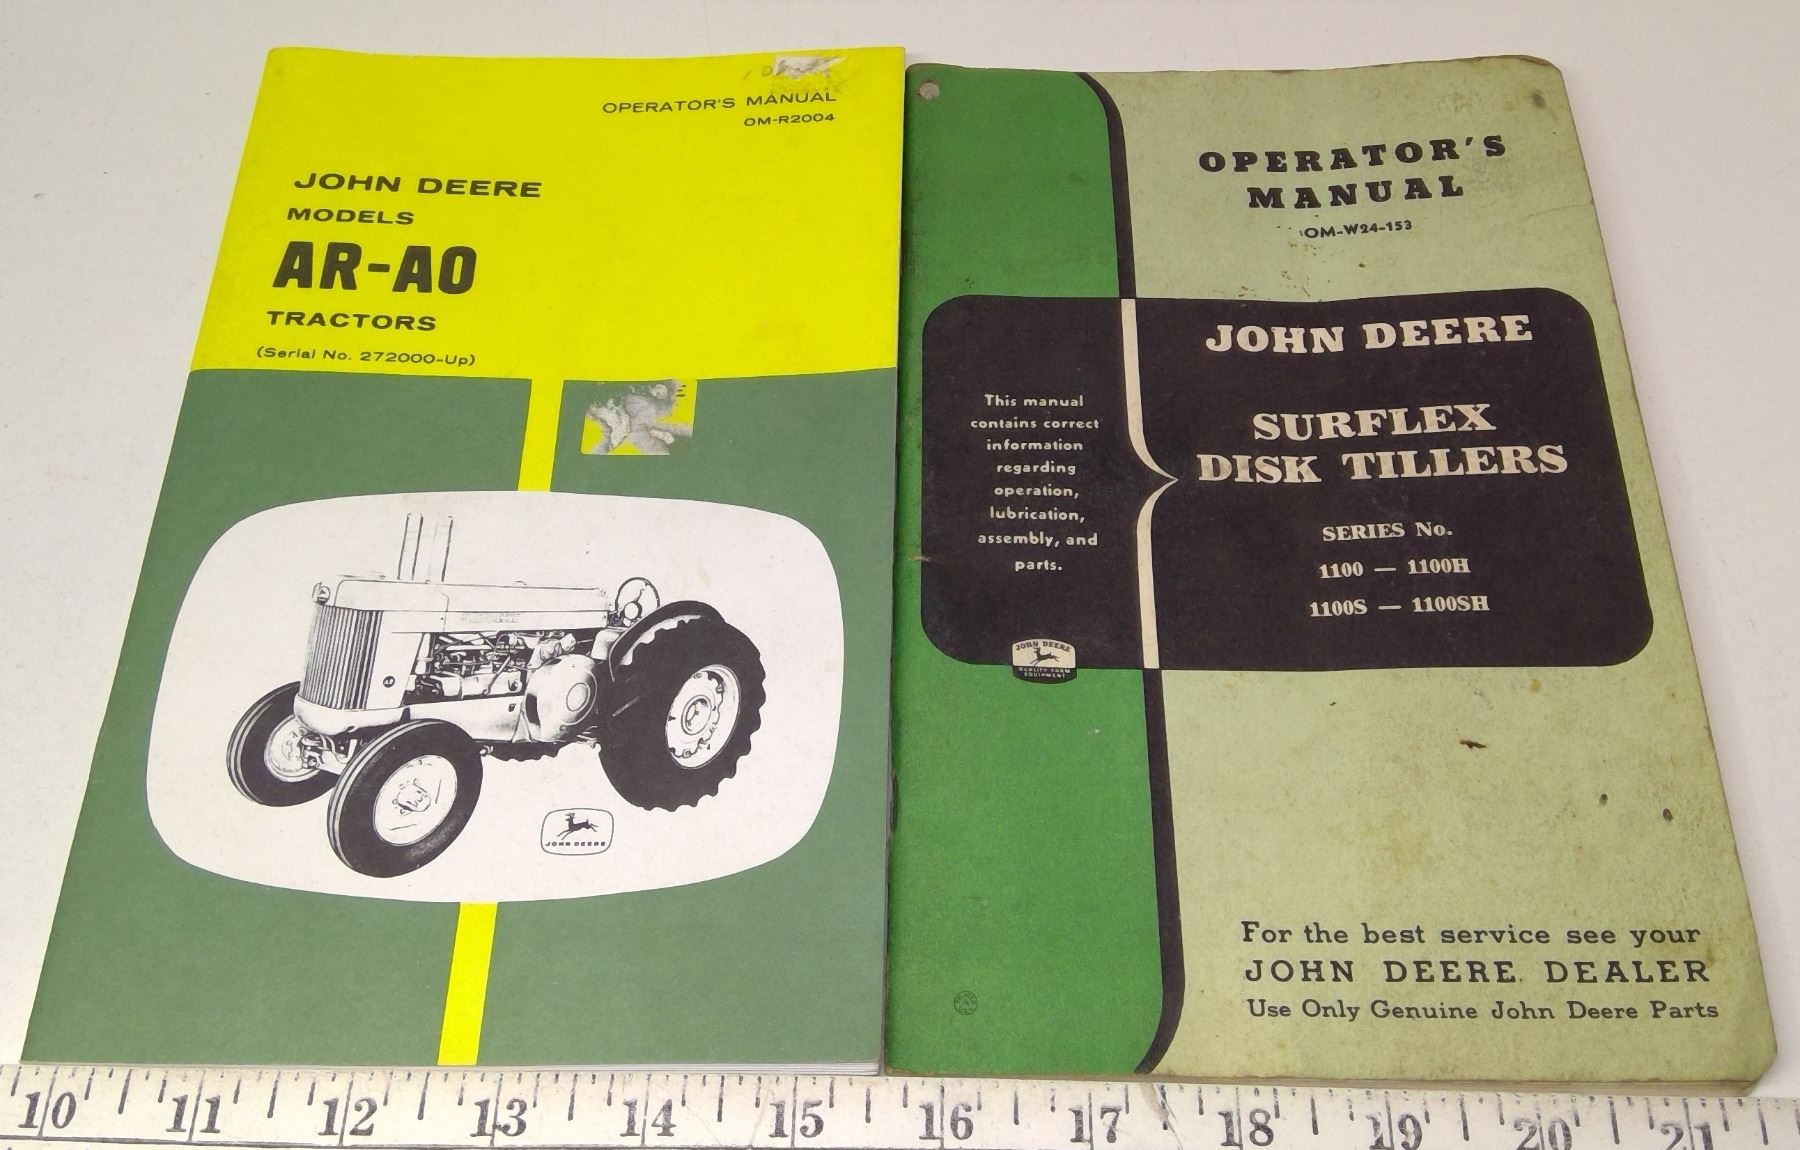 OPERATOR'S MANUAL
OM-R2004
JOHN DEERE
MODELS
AR-AO
TRACTORS
(Serial No. 272000-Up)
JOHN DEERE
OPERATOR'S
MANUAL
OM-W24-153
JOHN DEERE
SURFLEX
DISK TILLERS
SERIES No.
1100 — 1100H
1100S — 1100SH
This manual
contains correct
information
regarding
operation,
lubrication,
assembly, and
parts.
JOHN DEERE
QUALITY FARM
EQUIPMENT
For the best service see your
JOHN DEERE DEALER
Use Only Genuine John Deere Parts
10 11 12 13 14 15 16 17 18 19 20 21